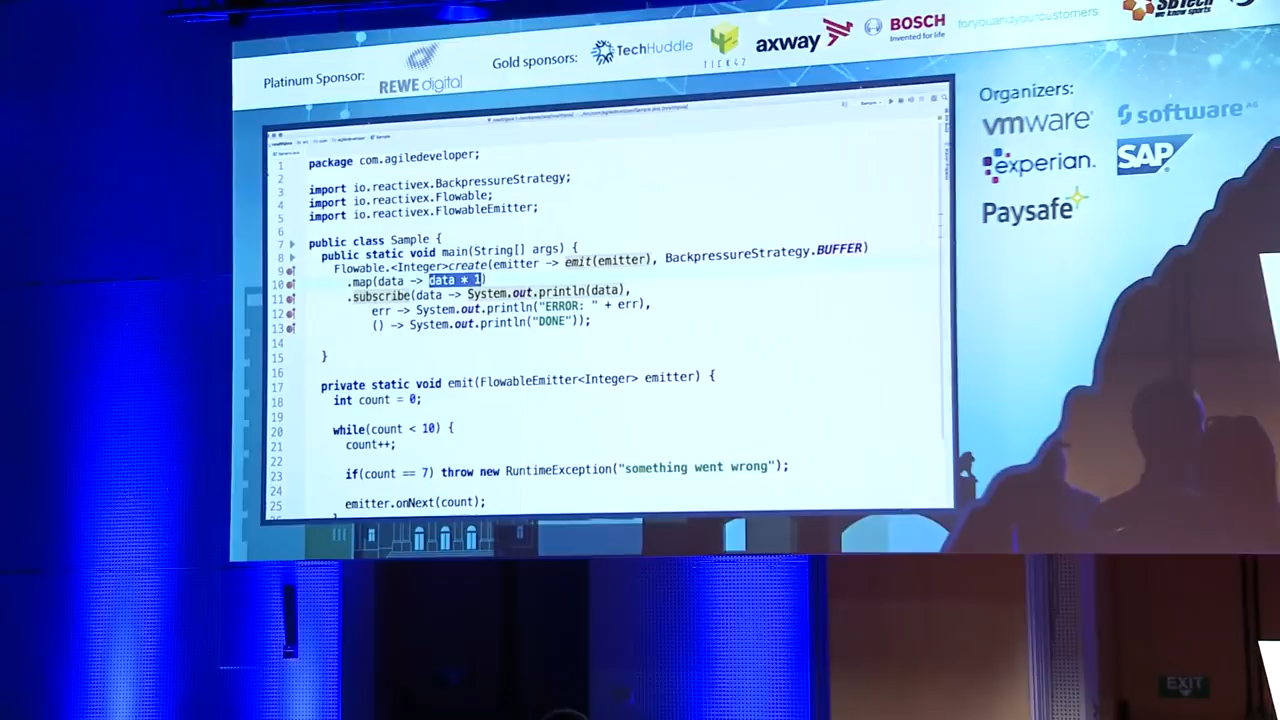 Platinum Sponsor:
REWE digital
Gold sponsors:
TechHuddle
TICK42
axway
BOSCH
Invented for life
foryouandyourcustomers
SBTech
we know sports
Organizers:
vmware
software AG
experian.
SAP
Paysafe
1 package com.agiledeveloper;
2
3 import io.reactivex.BackpressureStrategy;
4 import io.reactivex.Flowable;
5 import io.reactivex.FlowableEmitter;
6
7 public class Sample {
8 public static void main(String[] args) {
9 Flowable.<Integer>create(emitter -> emit(emitter), BackpressureStrategy.BUFFER)
10 .map(data -> data * 1)
11 .subscribe(data -> System.out.println(data),
12 err -> System.out.println("ERROR: " + err),
13 () -> System.out.println("DONE"));
14
15 }
16
17 private static void emit(FlowableEmitter<Integer> emitter) {
18 int count = 0;
19
20 while(count < 10) {
21 count++;
22
23 if(count == 7) throw new RuntimeException("something went wrong");
24
25 emitter.onNext(count);
EXIT